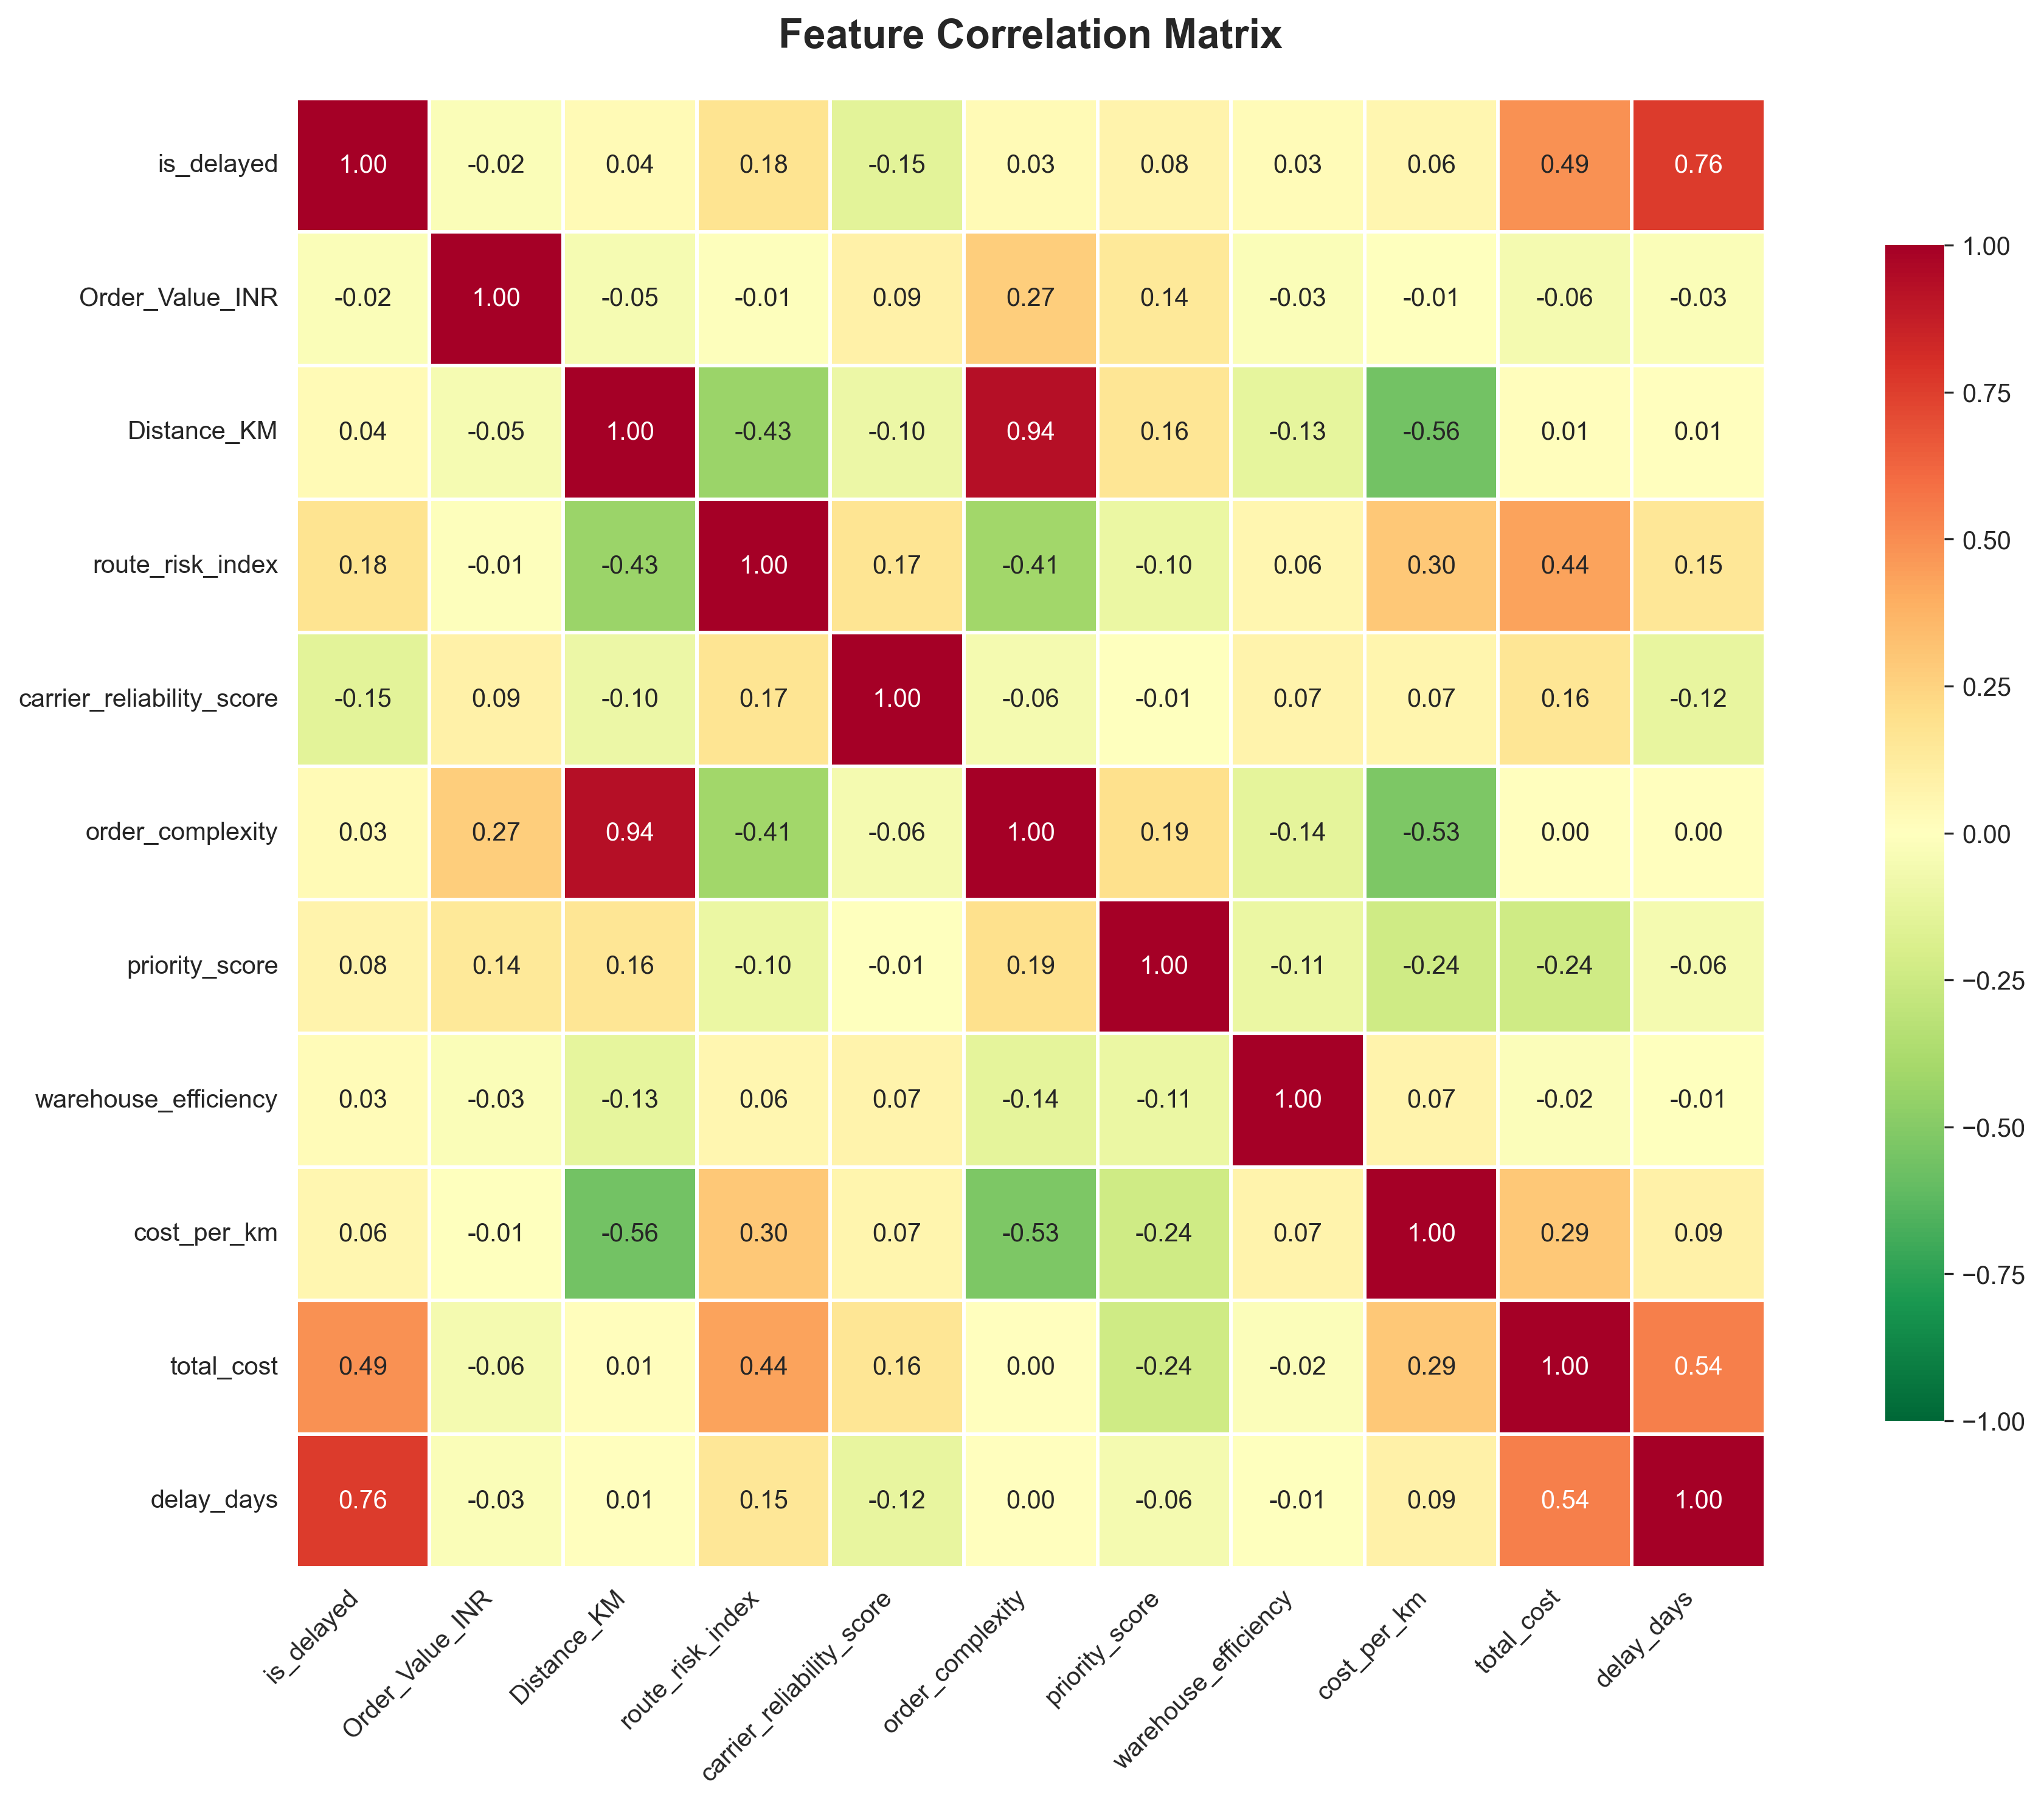 Feature Correlation Matrix
is_delayed 1.00 -0.02 0.04 0.18 -0.15 0.03 0.08 0.03 0.06 0.49 0.76
Order_Value_INR -0.02 1.00 -0.05 -0.01 0.09 0.27 0.14 -0.03 -0.01 -0.06 -0.03
Distance_KM 0.04 -0.05 1.00 -0.43 -0.10 0.94 0.16 -0.13 -0.56 0.01 0.01
route_risk_index 0.18 -0.01 -0.43 1.00 0.17 -0.41 -0.10 0.06 0.30 0.44 0.15
carrier_reliability_score -0.15 0.09 -0.10 0.17 1.00 -0.06 -0.01 0.07 0.07 0.16 -0.12
order_complexity 0.03 0.27 0.94 -0.41 -0.06 1.00 0.19 -0.14 -0.53 0.00 0.00
priority_score 0.08 0.14 0.16 -0.10 -0.01 0.19 1.00 -0.11 -0.24 -0.24 -0.06
warehouse_efficiency 0.03 -0.03 -0.13 0.06 0.07 -0.14 -0.11 1.00 0.07 -0.02 -0.01
cost_per_km 0.06 -0.01 -0.56 0.30 0.07 -0.53 -0.24 0.07 1.00 0.29 0.09
total_cost 0.49 -0.06 0.01 0.44 0.16 0.00 -0.24 -0.02 0.29 1.00 0.54
delay_days 0.76 -0.03 0.01 0.15 -0.12 0.00 -0.06 -0.01 0.09 0.54 1.00
is_delayed
Order_Value_INR
Distance_KM
route_risk_index
carrier_reliability_score
order_complexity
priority_score
warehouse_efficiency
cost_per_km
total_cost
delay_days
1.00
0.75
0.50
0.25
0.00
−0.25
−0.50
−0.75
−1.00